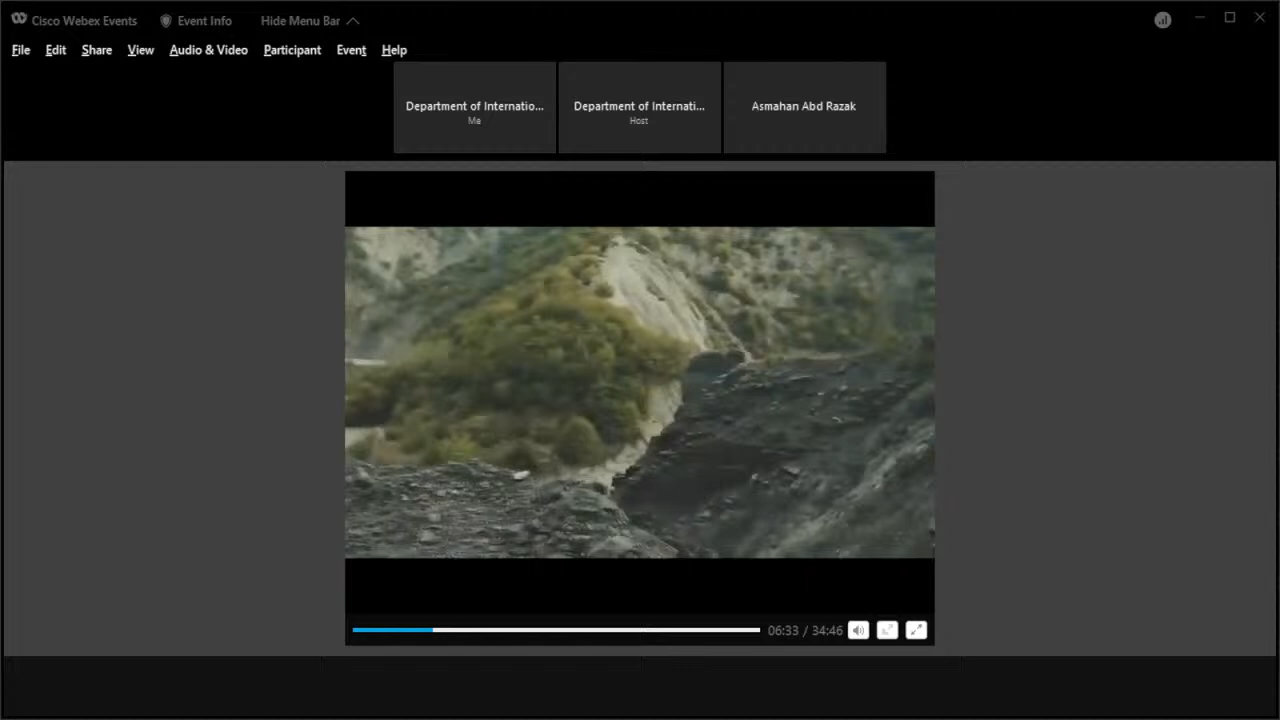 Cisco Webex Events Event Info Hide Menu Bar
File Edit Share View Audio & Video Participant Event Help
Department of Internatio...
Me
Department of Internati...
Host
Asmahan Abd Razak
06:33 / 34:46